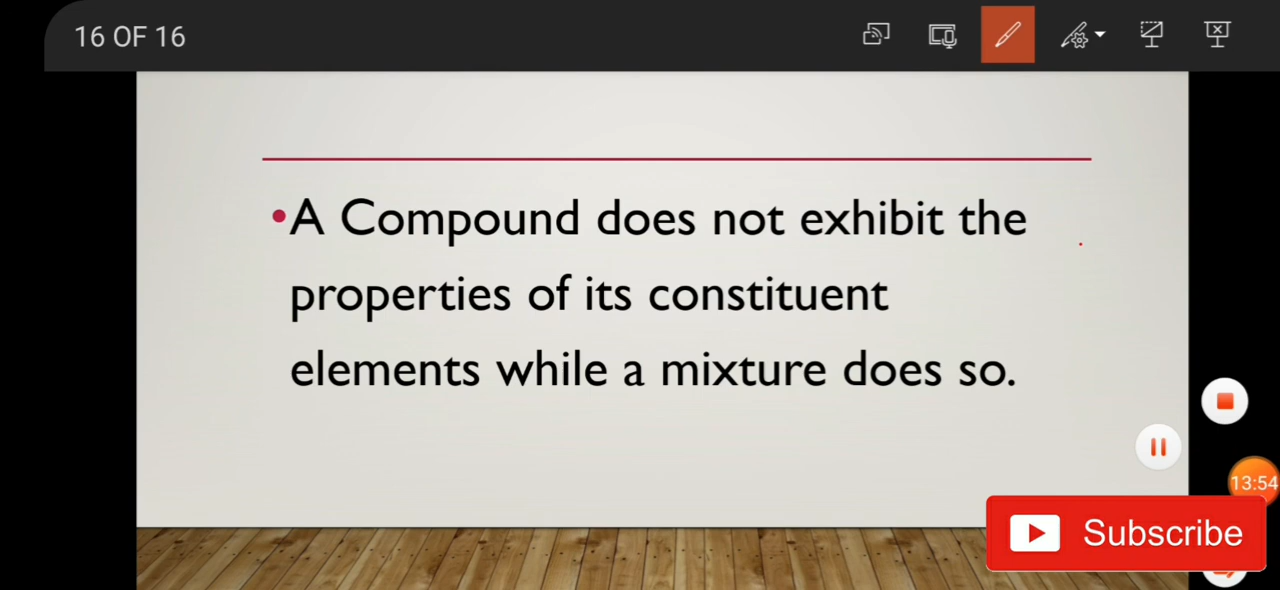 16 OF 16
•A Compound does not exhibit the
properties of its constituent
elements while a mixture does so.
13:54
Subscribe